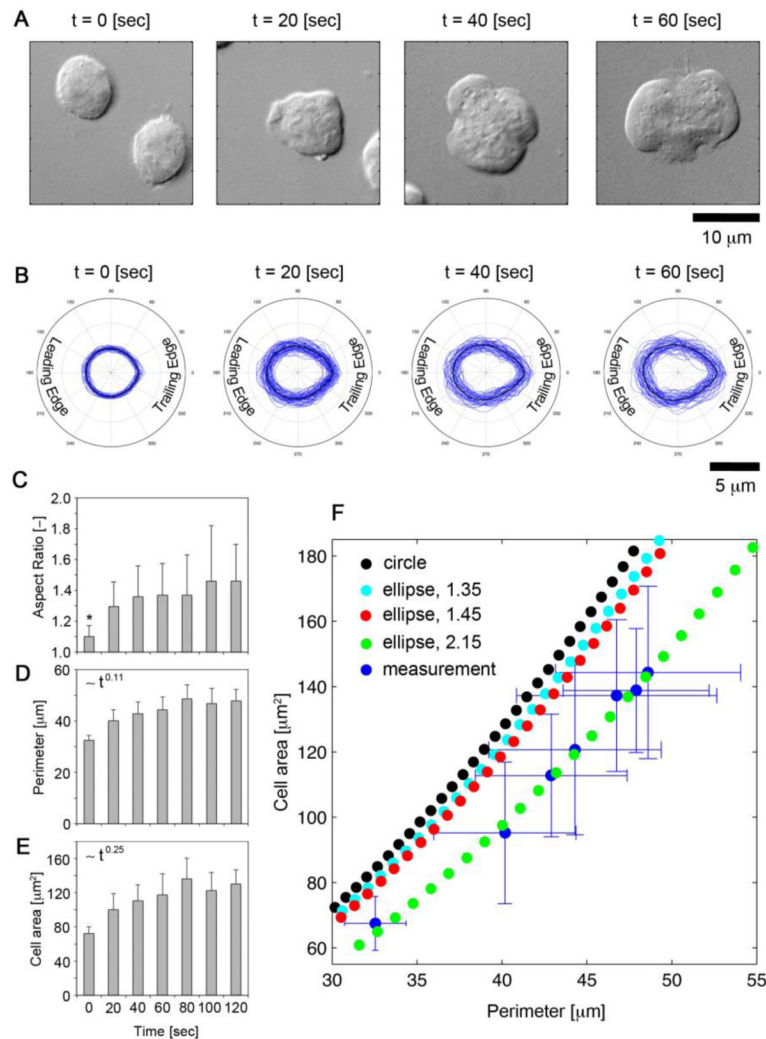 A
t = 0 [sec]
t = 20 [sec]
t = 40 [sec]
t = 60 [sec]
10 μm
B
t = 0 [sec]
t = 20 [sec]
t = 40 [sec]
t = 60 [sec]
Leading Edge
Trailing Edge
Leading Edge
Trailing Edge
Leading Edge
Trailing Edge
Leading Edge
Trailing Edge
5 μm
C
Aspect Ratio [–]
2.0
1.8
1.6
1.4
1.2
1.0
*
D
Perimeter [μm]
60
40
20
0
~ t^0.11
E
Cell area [μm²]
160
120
80
40
0
~ t^0.25
0 20 40 60 80 100 120
Time [sec]
F
circle
ellipse, 1.35
ellipse, 1.45
ellipse, 2.15
measurement
Cell area [μm²]
180
160
140
120
100
80
60
30 35 40 45 50 55
Perimeter [μm]